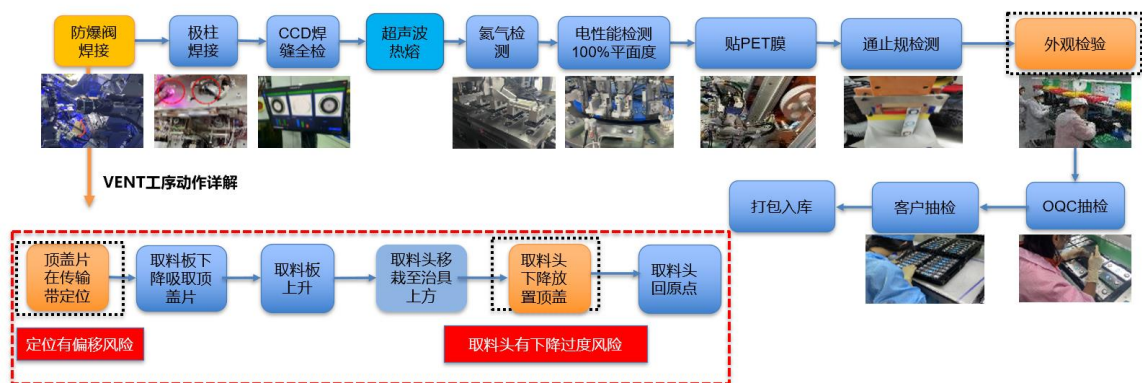 防爆阀
焊接
极柱
焊接
CCD焊
缝全检
超声波
热熔
氦气检
测
电性能检测
100%平面度
贴PET膜
通止规检测
外观检验
VENT工序动作详解
打包入库
客户抽检
OQC抽检
顶盖片
在传输
带定位
取料板下
降吸取顶
盖片
取料板
上升
取料头移
栽至治具
上方
取料头
下降放
置顶盖
取料头
回原点
定位有偏移风险
取料头有下降过度风险